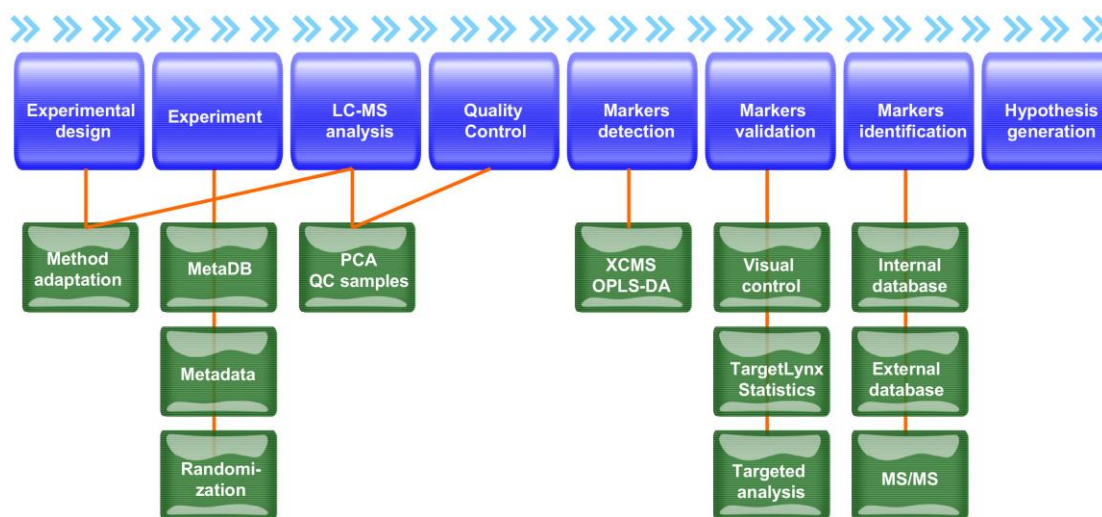 Experimental
design
Experiment
LC-MS
analysis
Quality
Control
Markers
detection
Markers
validation
Markers
identification
Hypothesis
generation
Method
adaptation
MetaDB
PCA
QC samples
XCMS
OPLS-DA
Visual
control
Internal
database
Metadata
TargetLynx
Statistics
External
database
Randomi-
zation
Targeted
analysis
MS/MS